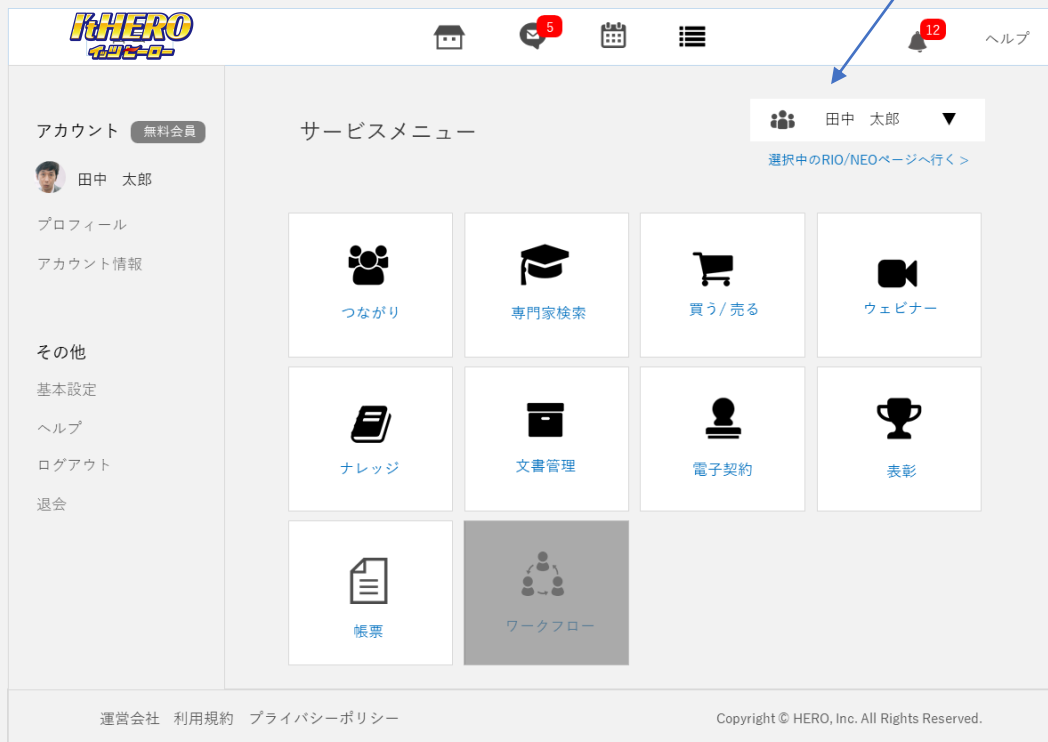 It'HERO
イッツヒーロー
5
12
ヘルプ
アカウント 無料会員
田中 太郎
プロフィール
アカウント情報
その他
基本設定
ヘルプ
ログアウト
退会
サービスメニュー
田中 太郎 ▼
選択中のRIO/NEOページへ行く >
つながり
専門家検索
買う/ 売る
ウェビナー
ナレッジ
文書管理
電子契約
表彰
帳票
ワークフロー
運営会社 利用規約 プライバシーポリシー
Copyright © HERO, Inc. All Rights Reserved.